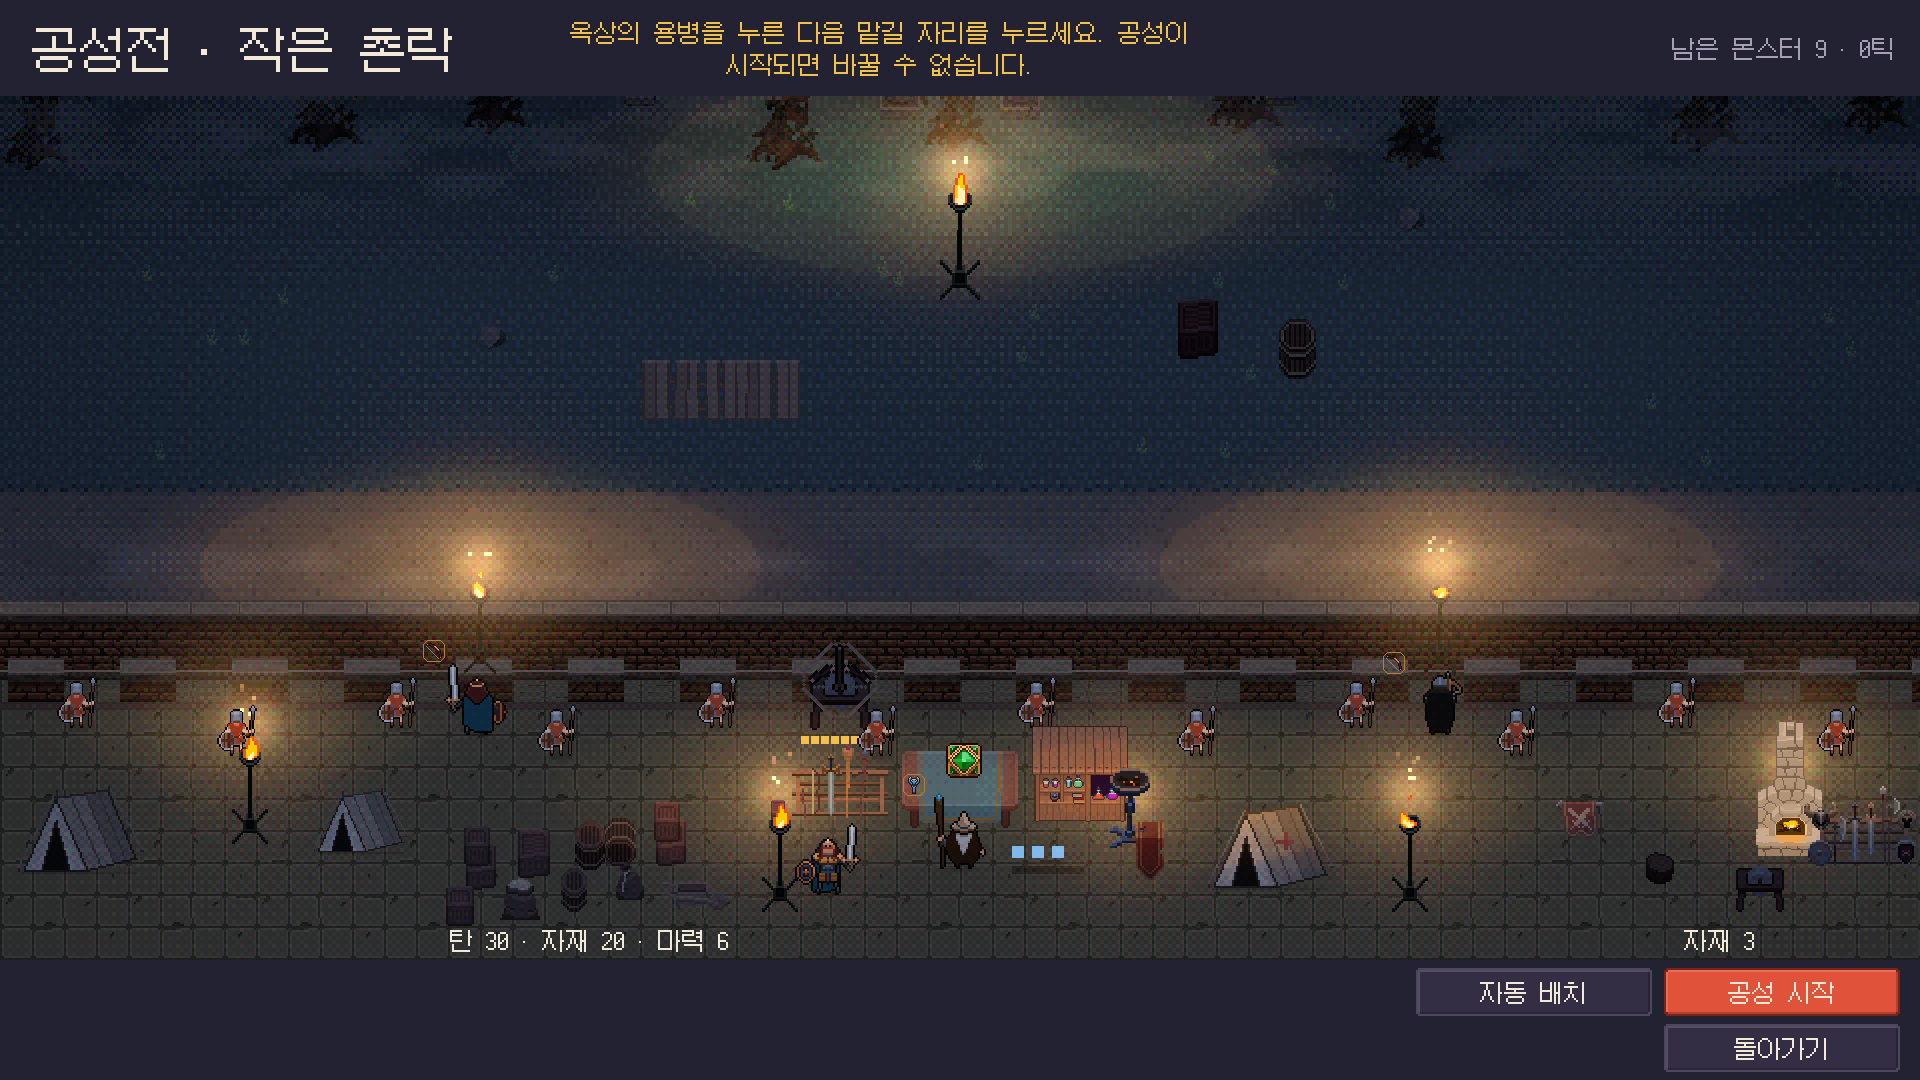 공성전 · 작은 촌락
옥상의 용병을 누른 다음 맡길 자리를 누르세요. 공성이
시작되면 바꿀 수 없습니다.
남은 몬스터 9 · 0틱
탄 30 · 자재 20 · 마력 6
자재 3
자동 배치
공성 시작
돌아가기